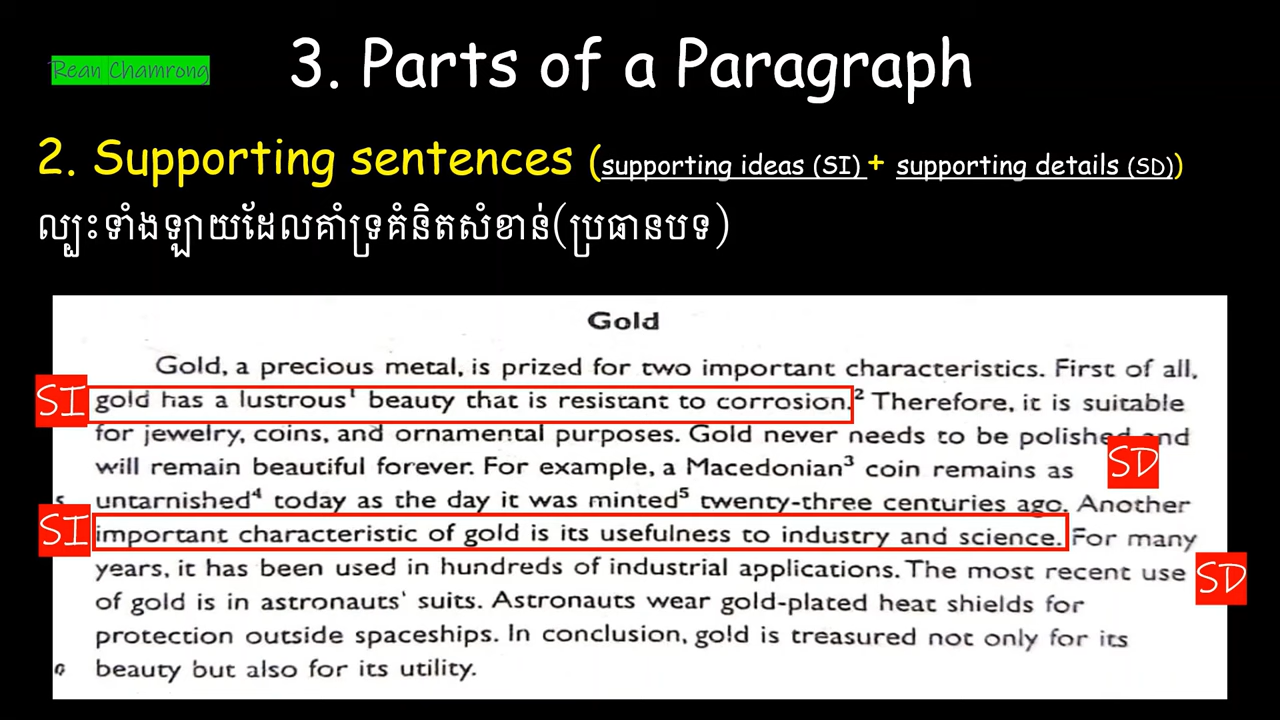 Rean Chamrong
3. Parts of a Paragraph
2. Supporting sentences (supporting ideas (SI) + supporting details (SD))
ល្បះទាំងឡាយដែលគាំទ្រគំនិតសំខាន់(ប្រធានបទ)
Gold
Gold, a precious metal, is prized for two important characteristics. First of all,
SI gold has a lustrous¹ beauty that is resistant to corrosion.² Therefore, it is suitable
for jewelry, coins, and ornamental purposes. Gold never needs to be polished and
will remain beautiful forever. For example, a Macedonian³ coin remains as SD
5 untarnished⁴ today as the day it was minted⁵ twenty-three centuries ago. Another
SI important characteristic of gold is its usefulness to industry and science. For many
years, it has been used in hundreds of industrial applications. The most recent use SD
of gold is in astronauts' suits. Astronauts wear gold-plated heat shields for
protection outside spaceships. In conclusion, gold is treasured not only for its
beauty but also for its utility.